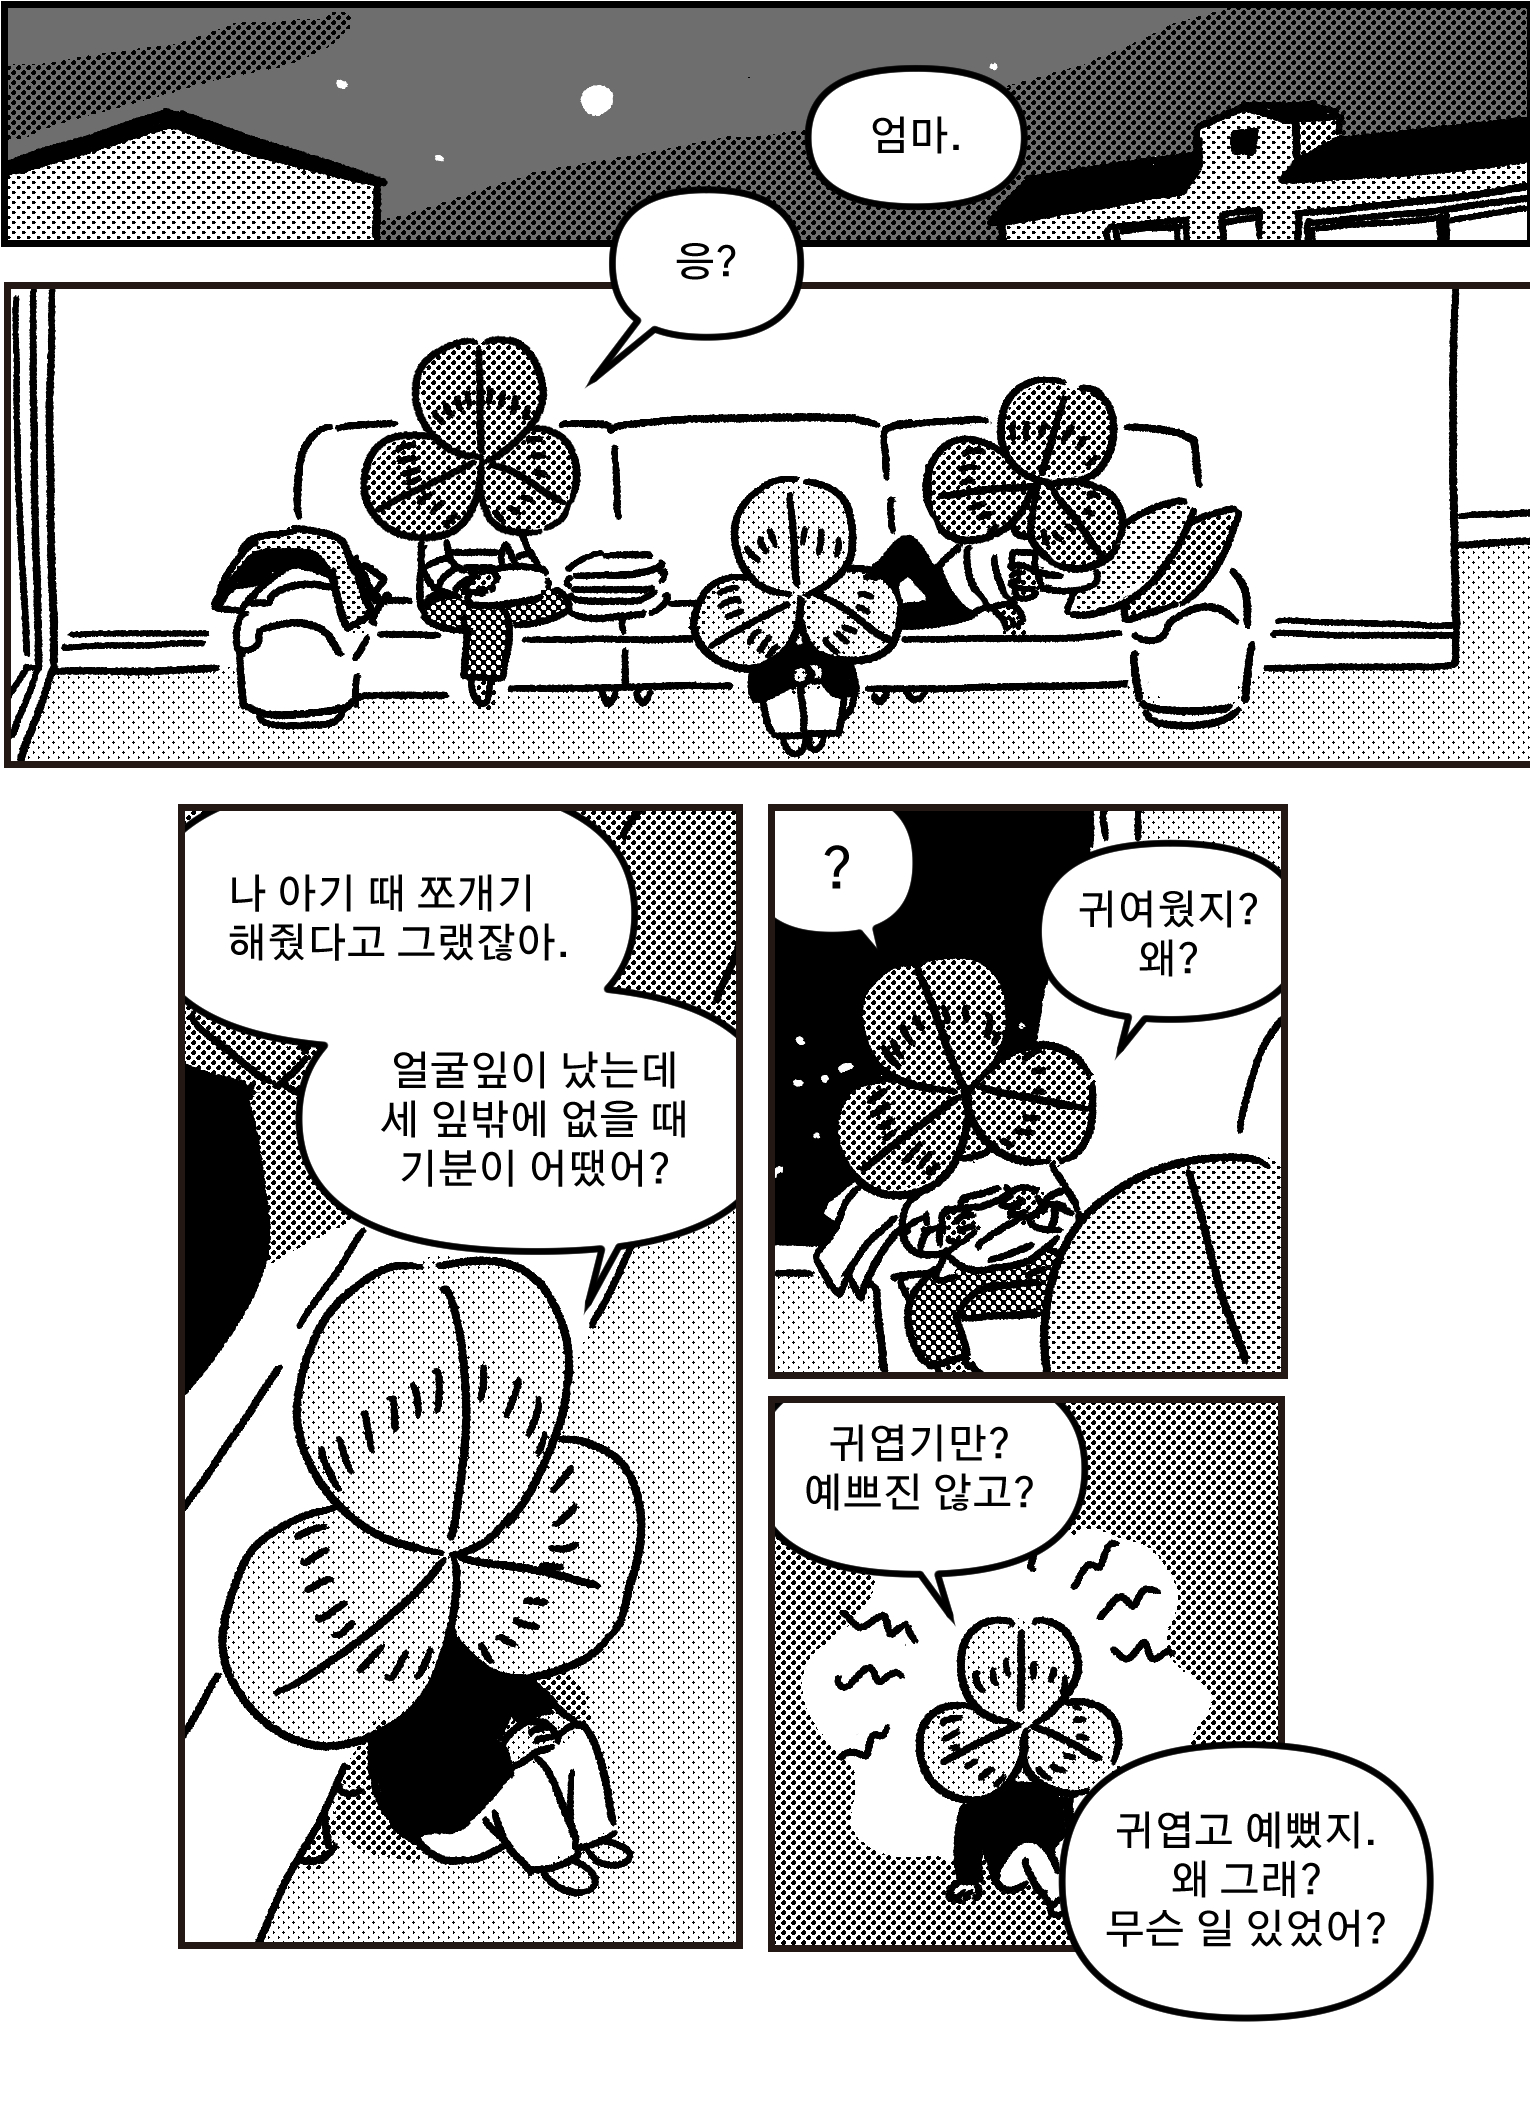 엄마.
응?
나 아기 때 쪼개기
해줬다고 그랬잖아.
얼굴잎이 났는데
세 잎밖에 없을 때
기분이 어땠어?
?
귀여웠지?
왜?
귀엽기만?
예쁘진 않고?
귀엽고 예뻤지.
왜 그래?
무슨 일 있었어?